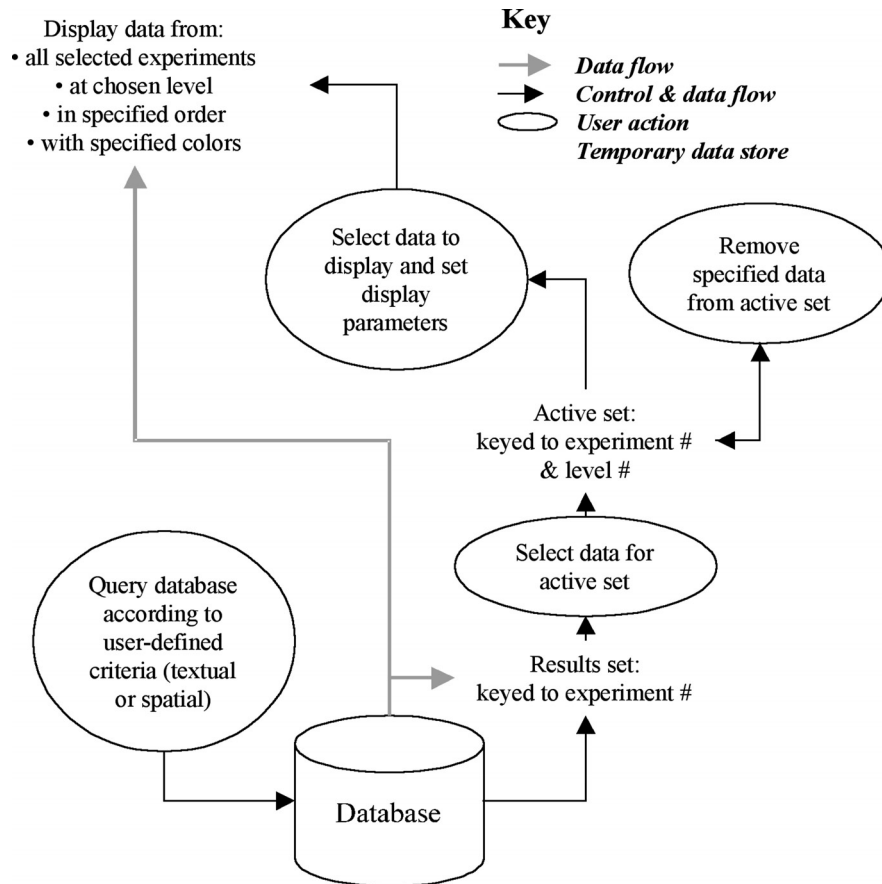 Display data from:
• all selected experiments
• at chosen level
• in specified order
• with specified colors
Key
Data flow
Control & data flow
User action
Temporary data store
Select data to
display and set
display
parameters
Remove
specified data
from active set
Active set:
keyed to experiment #
& level #
Select data for
active set
Query database
according to
user-defined
criteria (textual
or spatial)
Results set:
keyed to experiment #
Database